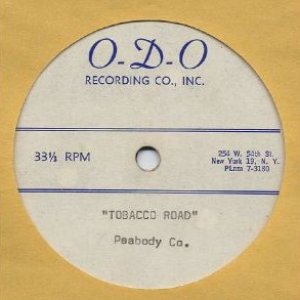 O-D-O
RECORDING CO., INC.
33⅓ RPM
254 W. 54th St.
New York 19, N. Y.
PLaza 7-3180
"TOBACCO ROAD"
Peabody Co.